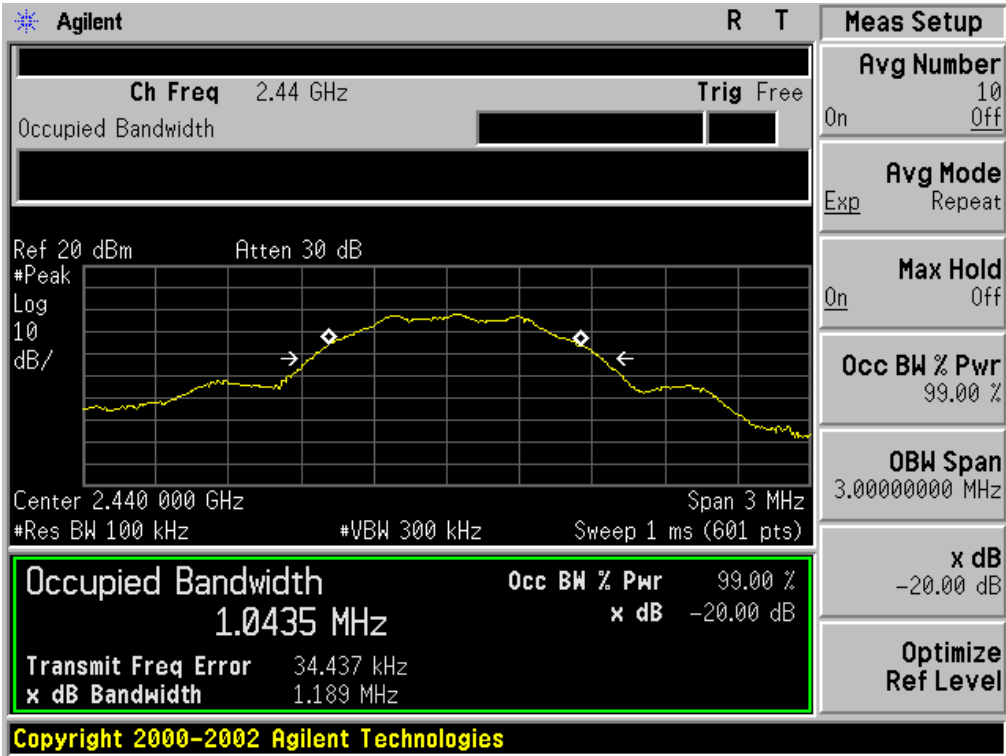 Agilent R T
Ch Freq 2.44 GHz Trig Free
Occupied Bandwidth
Ref 20 dBm Atten 30 dB
#Peak
Log
10
dB/
Center 2.440 000 GHz Span 3 MHz
#Res BW 100 kHz #VBW 300 kHz Sweep 1 ms (601 pts)
Occupied Bandwidth Occ BW % Pwr 99.00 %
1.0435 MHz x dB -20.00 dB
Transmit Freq Error 34.437 kHz
x dB Bandwidth 1.189 MHz
Copyright 2000-2002 Agilent Technologies
Meas Setup
Avg Number
10
On Off
Avg Mode
Exp Repeat
Max Hold
On Off
Occ BW % Pwr
99.00 %
OBW Span
3.00000000 MHz
x dB
-20.00 dB
Optimize
Ref Level